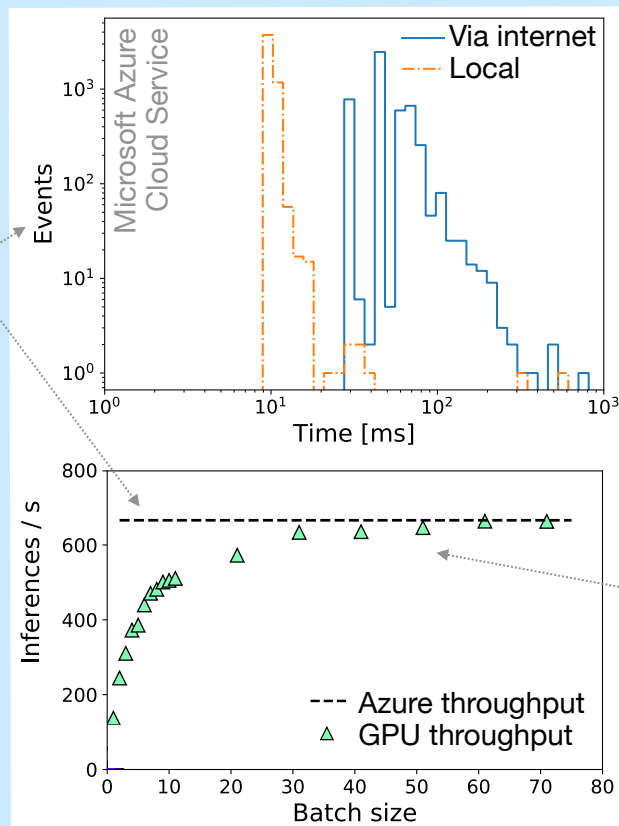 Microsoft Azure
Cloud Service
Via internet
Local
Events
10³
10²
10¹
10⁰
10⁰ 10¹ 10² 10³
Time [ms]
Inferences / s
800
600
400
200
0
Azure throughput
GPU throughput
0 10 20 30 40 50 60 70 80
Batch size